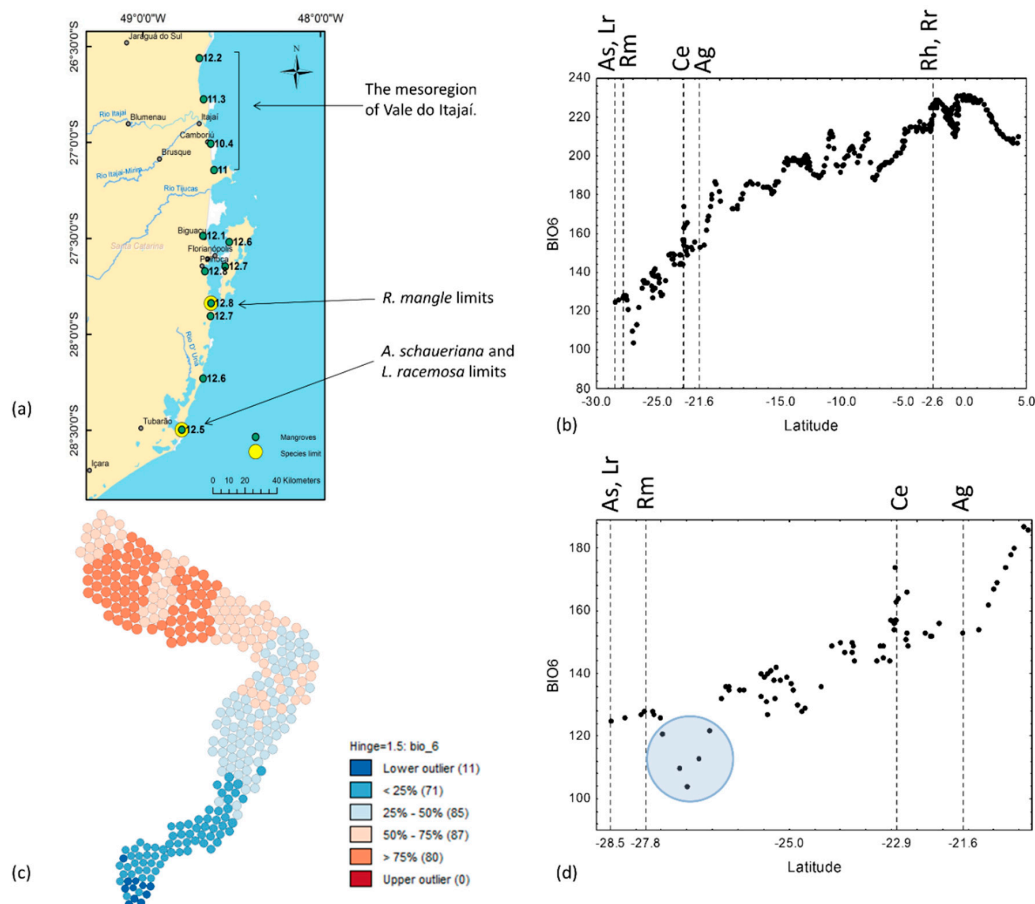 49°0'0"W
48°0'0"W
26°30'0"S
27°0'0"S
27°30'0"S
28°0'0"S
28°30'0"S
Jaraguá do Sul
N
12.2
11.3
Rio Itajaí
Blumenau
Itajaí
Camboriú
10.4
Brusque
Rio Itajaí-Mirim
11
Rio Tijucas
Biguaçu
12.1
12.6
Santa Catarina
Florianópolis
12.7
12.8
12.8
12.7
Rio D' Una
12.6
Tubarão
12.5
Içara
Mangroves
Species limit
0 10 20 40 Kilometers
The mesoregion
of Vale do Itajaí.
R. mangle limits
A. schaueriana and
L. racemosa limits
(a)
As, Lr
Rm
Ce
Ag
Rh, Rr
240
220
200
180
160
140
120
100
80
BIO6
-30.0 -25.0 -21.6 -15.0 -10.0 -5.0 -2.6 0.0 5.0
Latitude
(b)
Hinge=1.5: bio_6
Lower outlier (11)
< 25% (71)
25% - 50% (85)
50% - 75% (87)
> 75% (80)
Upper outlier (0)
(c)
As, Lr
Rm
Ce
Ag
180
160
140
120
100
BIO6
-28.5 -27.8 -25.0 -22.9 -21.6
Latitude
(d)